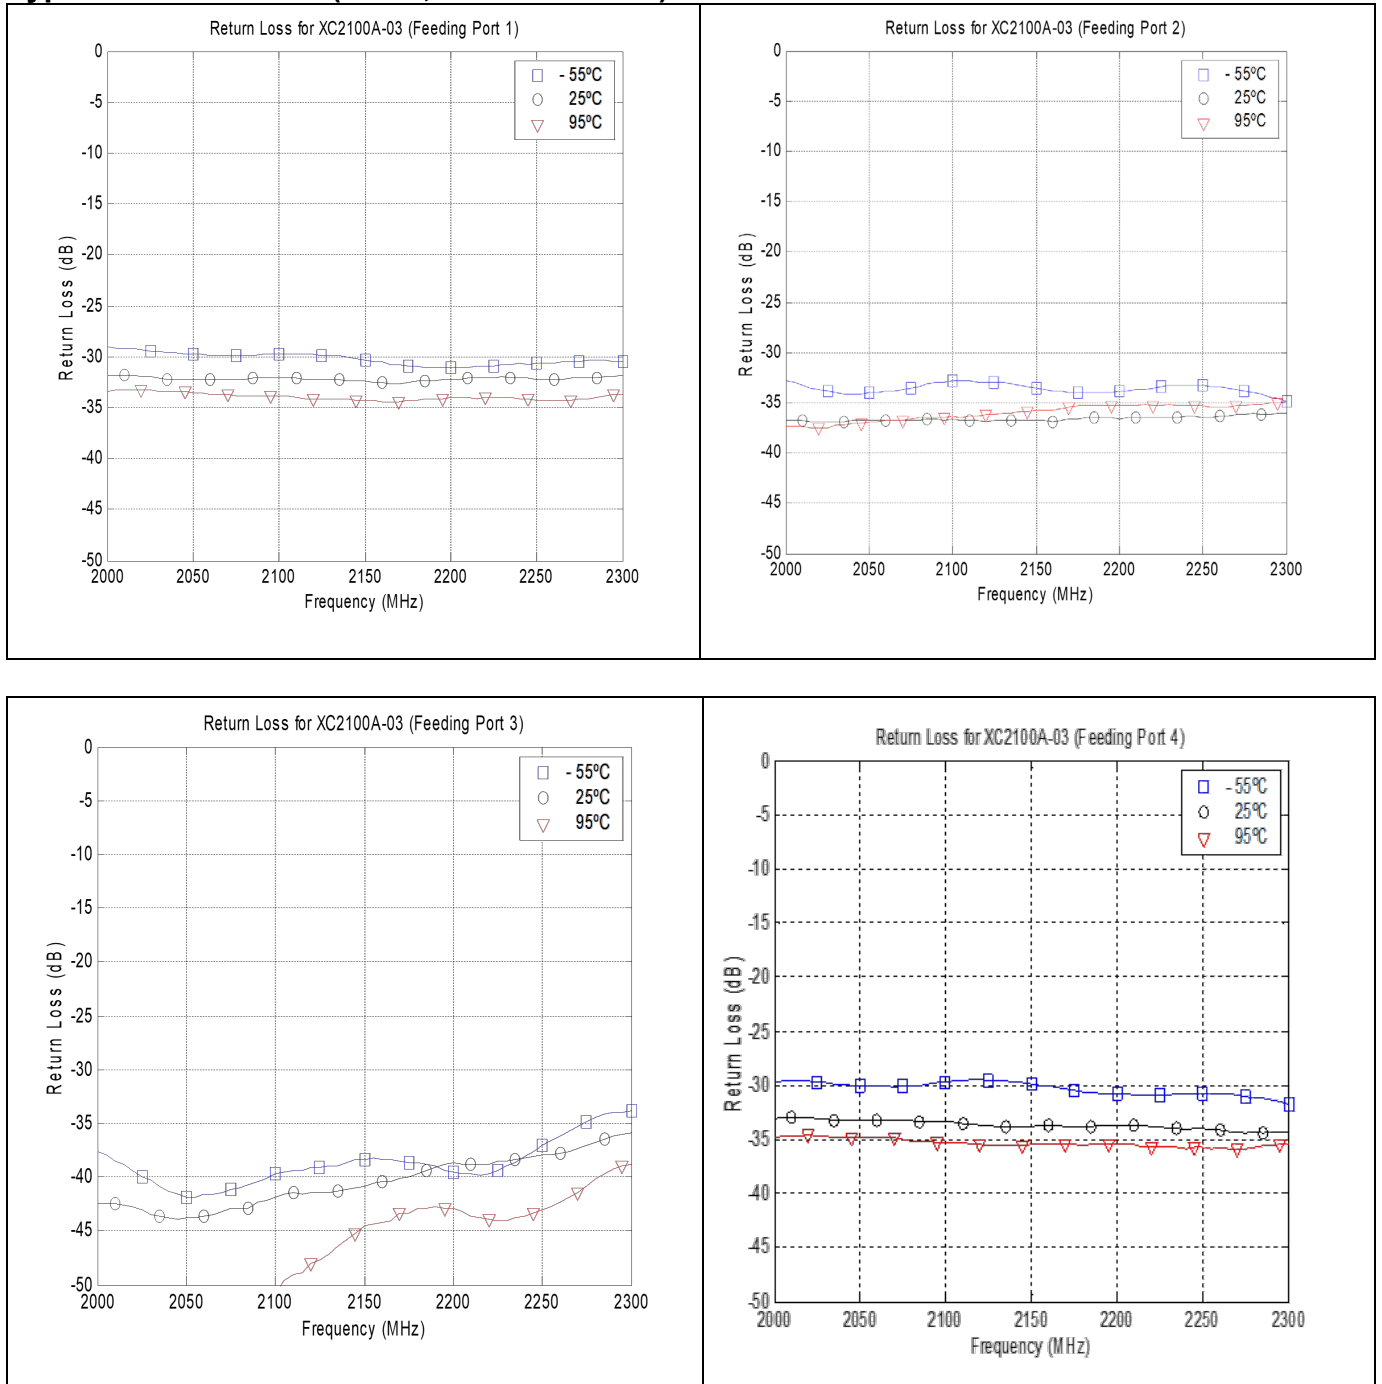 Return Loss for XC2100A-03 (Feeding Port 1)
0
-5
-10
-15
-20
-25
-30
-35
-40
-45
-50
Return Loss (dB)
- 55ºC
25ºC
95ºC
2000 2050 2100 2150 2200 2250 2300
Frequency (MHz)
Return Loss for XC2100A-03 (Feeding Port 2)
0
-5
-10
-15
-20
-25
-30
-35
-40
-45
-50
Return Loss (dB)
- 55ºC
25ºC
95ºC
2000 2050 2100 2150 2200 2250 2300
Frequency (MHz)
Return Loss for XC2100A-03 (Feeding Port 3)
0
-5
-10
-15
-20
-25
-30
-35
-40
-45
-50
Return Loss (dB)
- 55ºC
25ºC
95ºC
2000 2050 2100 2150 2200 2250 2300
Frequency (MHz)
Return Loss for XC2100A-03 (Feeding Port 4)
0
-5
-10
-15
-20
-25
-30
-35
-40
-45
-50
Return Loss (dB)
- 55ºC
25ºC
95ºC
2000 2050 2100 2150 2200 2250 2300
Frequency (MHz)